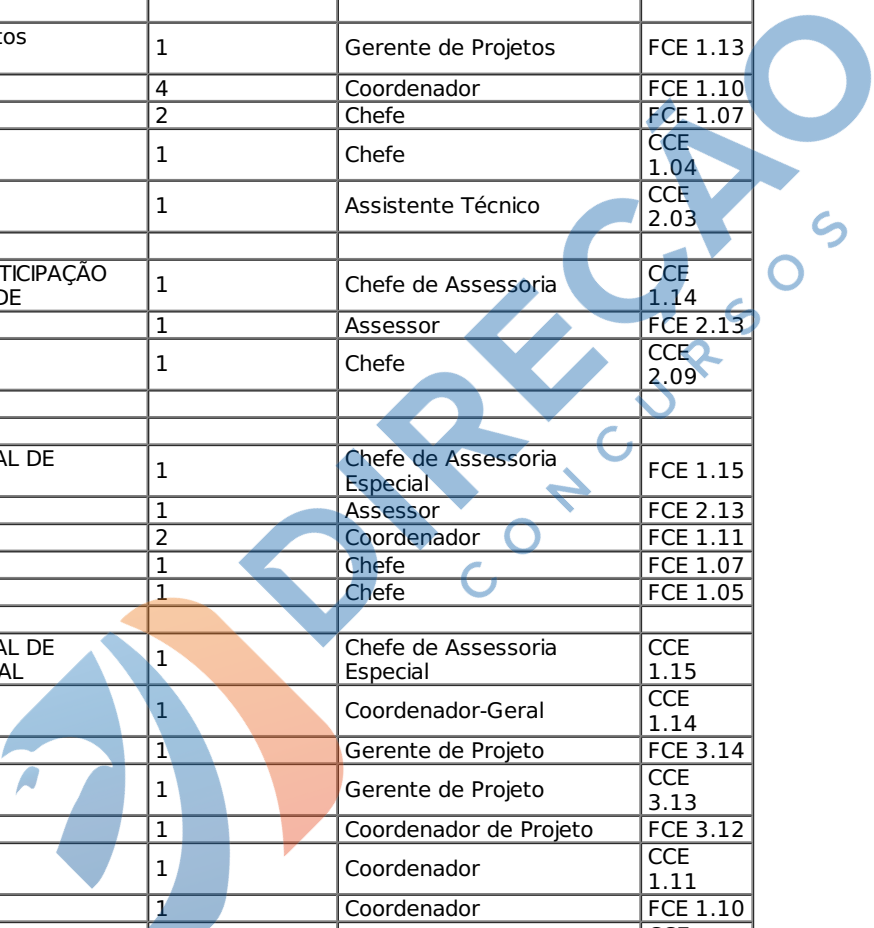 tos
1 Gerente de Projetos FCE 1.13
4 Coordenador FCE 1.10
2 Chefe FCE 1.07
1 Chefe CCE 1.04
1 Assistente Técnico CCE 2.03
TICIPAÇÃO
DE
1 Chefe de Assessoria CCE 1.14
1 Assessor FCE 2.13
1 Chefe CCE 2.09
AL DE
1 Chefe de Assessoria Especial FCE 1.15
1 Assessor FCE 2.13
2 Coordenador FCE 1.11
1 Chefe FCE 1.07
1 Chefe FCE 1.05
AL DE
AL
1 Chefe de Assessoria Especial CCE 1.15
1 Coordenador-Geral CCE 1.14
1 Gerente de Projeto FCE 3.14
1 Gerente de Projeto CCE 3.13
1 Coordenador de Projeto FCE 3.12
1 Coordenador CCE 1.11
1 Coordenador FCE 1.10
DIREÇÃO
CONCURSOS